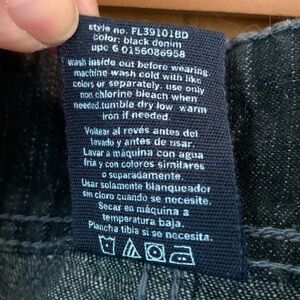 style no. FL39101BD
color: black denim
upc 6 0156086958
wash inside out before wearing.
machine wash cold with like
colors or separately. use only
non chlorine bleach when
needed.tumble dry low. warm
iron if needed.
Voltear al revés antes del
lavado y antes de usar.
Lavar a máquina con agua
fría y con colores similares
o separadamente.
Usar solamente blanqueador
sin cloro cuando se necesite.
Secar en máquina a
temperatura baja.
Plancha tibia si se necesite.